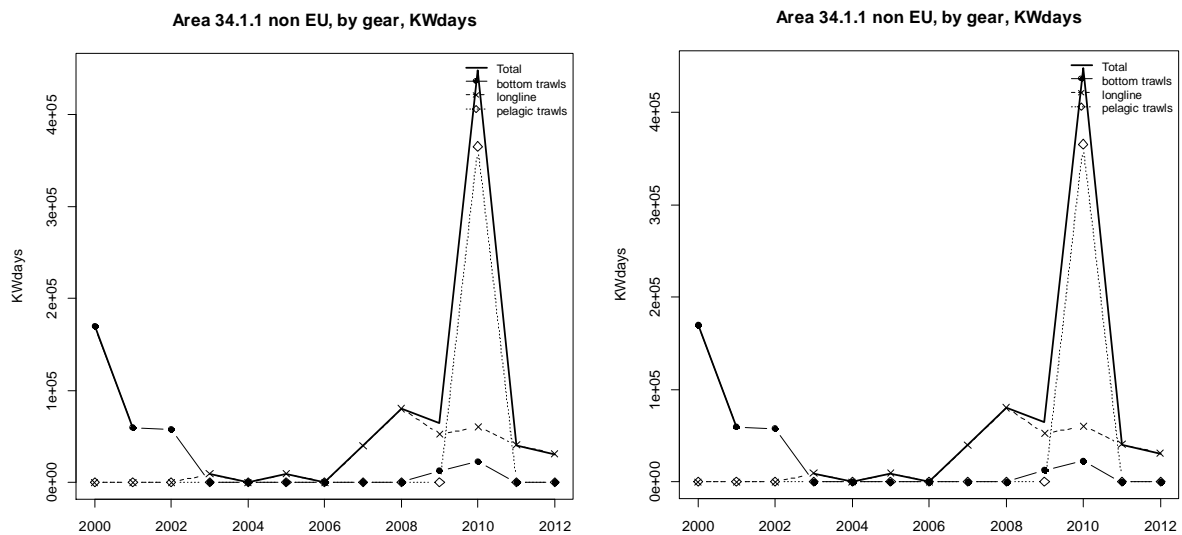 Area 34.1.1 non EU, by gear, KWdays
Total
bottom trawls
longline
pelagic trawls
KWdays
4e+05
3e+05
2e+05
1e+05
0e+00
2000 2002 2004 2006 2008 2010 2012
Area 34.1.1 non EU, by gear, KWdays
Total
bottom trawls
longline
pelagic trawls
KWdays
4e+05
3e+05
2e+05
1e+05
0e+00
2000 2002 2004 2006 2008 2010 2012